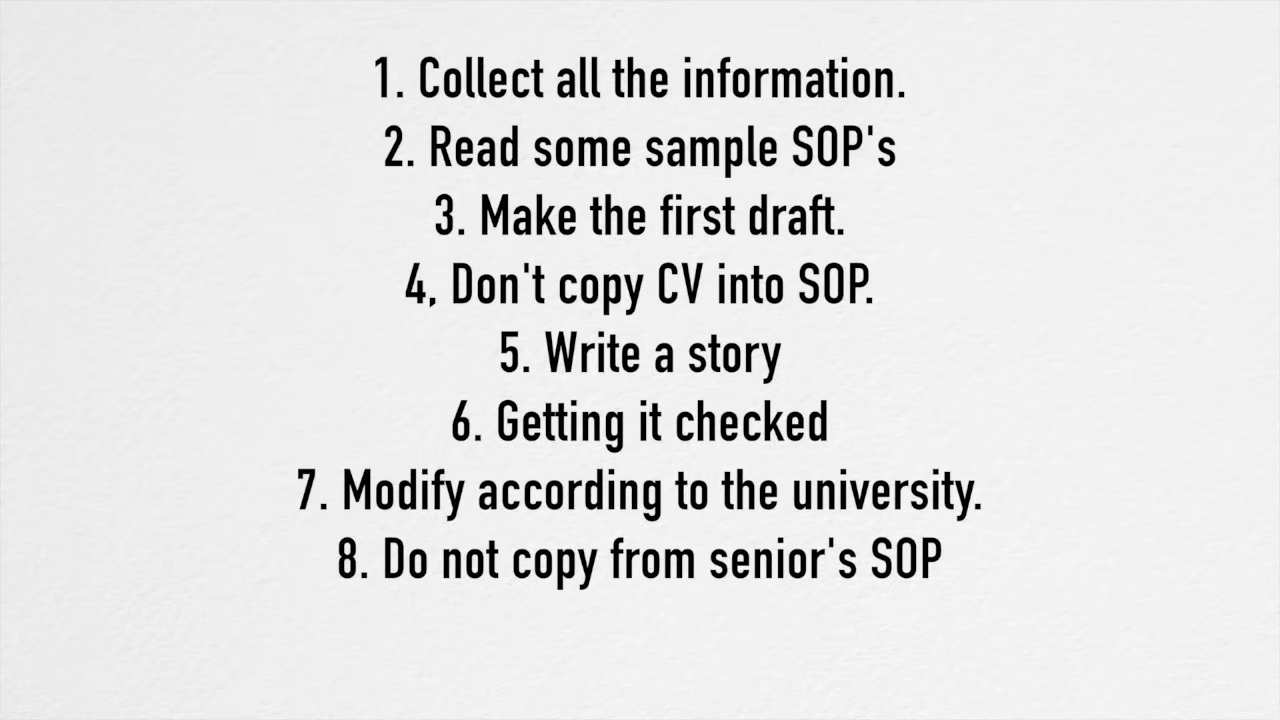 1. Collect all the information.
2. Read some sample SOP's
3. Make the first draft.
4, Don't copy CV into SOP.
5. Write a story
6. Getting it checked
7. Modify according to the university.
8. Do not copy from senior's SOP